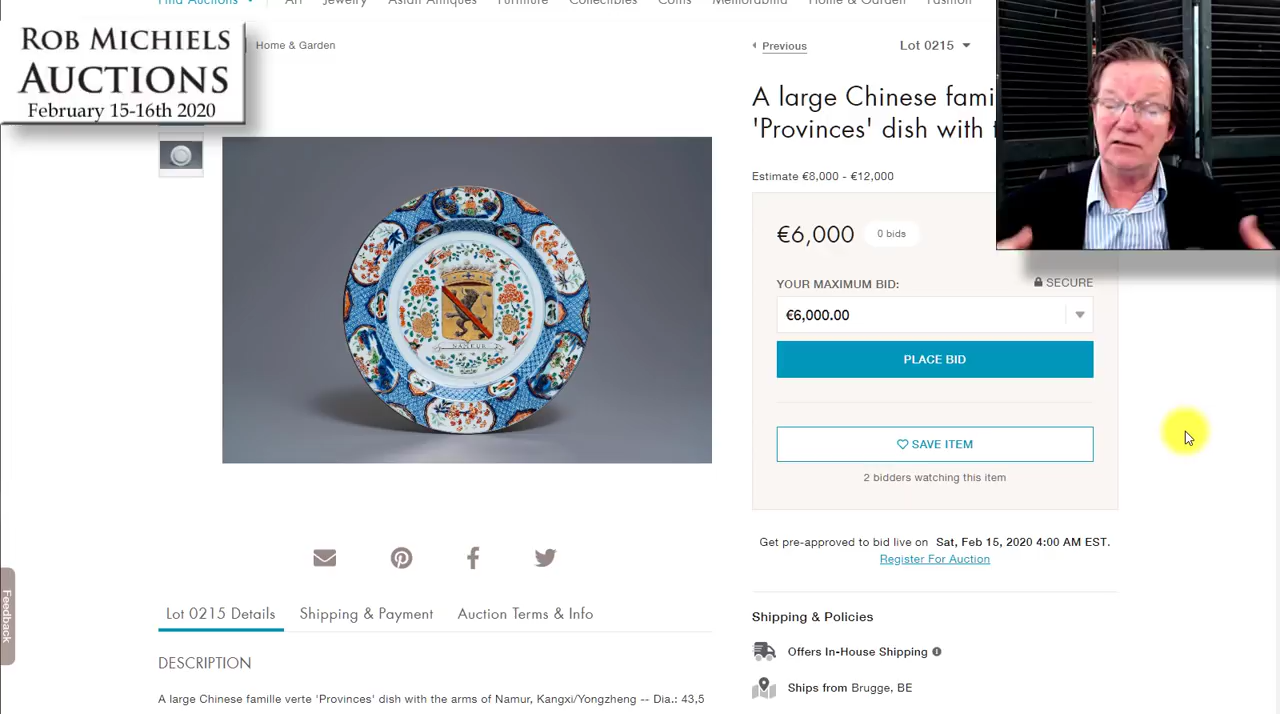 Find Auctions
Art
Jewelry
Asian Antiques
Furniture
Collectibles
Coins
Memorabilia
Home & Garden
Fashion
ROB MICHIELS
AUCTIONS
February 15-16th 2020
Home & Garden
Previous
Lot 0215
A large Chinese fami
'Provinces' dish with
Estimate €8,000 - €12,000
€6,000
0 bids
YOUR MAXIMUM BID:
SECURE
€6,000.00
PLACE BID
SAVE ITEM
2 bidders watching this item
Get pre-approved to bid live on Sat, Feb 15, 2020 4:00 AM EST.
Register For Auction
NAMUR
Feedback
Lot 0215 Details
Shipping & Payment
Auction Terms & Info
Shipping & Policies
Offers In-House Shipping
Ships from Brugge, BE
DESCRIPTION
A large Chinese famille verte 'Provinces' dish with the arms of Namur, Kangxi/Yongzheng -- Dia.: 43,5